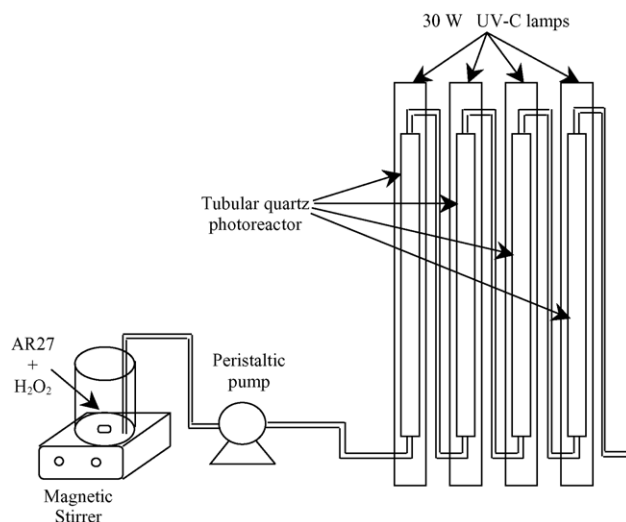 30 W UV-C lamps
Tubular quartz
photoreactor
AR27
+
H₂O₂
Peristaltic
pump
Magnetic
Stirrer